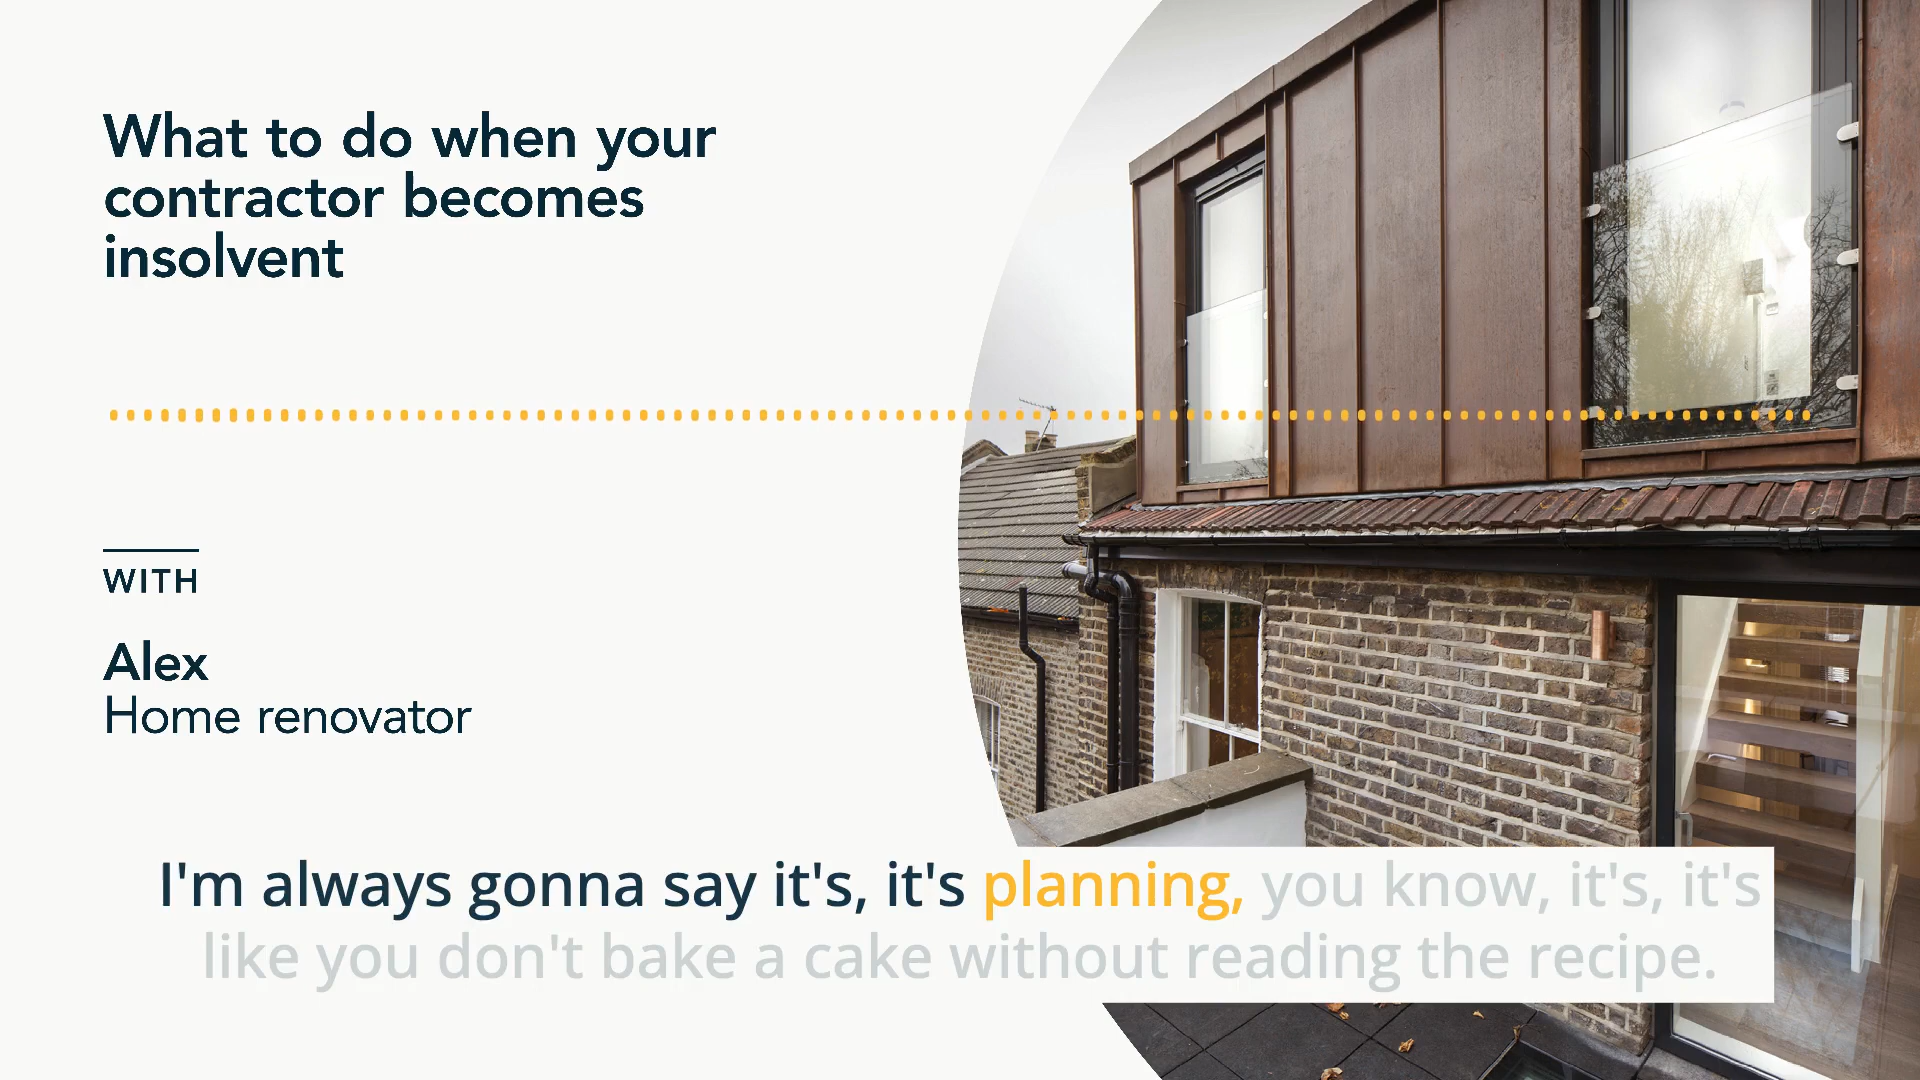 What to do when your
contractor becomes
insolvent
WITH
Alex
Home renovator
I'm always gonna say it's, it's planning, you know, it's, it's
like you don't bake a cake without reading the recipe.